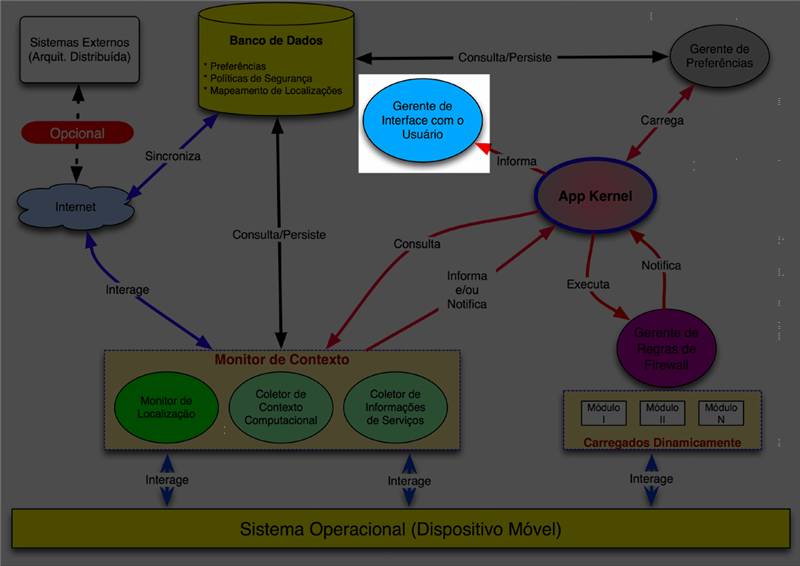 Sistemas Externos
(Arquit. Distribuída)
Banco de Dados
* Preferências
* Políticas de Segurança
* Mapeamento de Localizações
Consulta/Persiste
Gerente de
Preferências
Opcional
Sincroniza
Gerente de
Interface com o
Usuário
Carrega
Informa
Internet
App Kernel
Consulta/Persiste
Consulta
Interage
Informa
e/ou
Notifica
Executa
Notifica
Gerente de
Regras de
Firewall
Monitor de Contexto
Monitor de
Localização
Coletor de
Contexto
Computacional
Coletor de
Informações
de Serviços
Módulo
I
Módulo
II
Módulo
N
Carregados Dinamicamente
Interage
Interage
Interage
Sistema Operacional (Dispositivo Móvel)